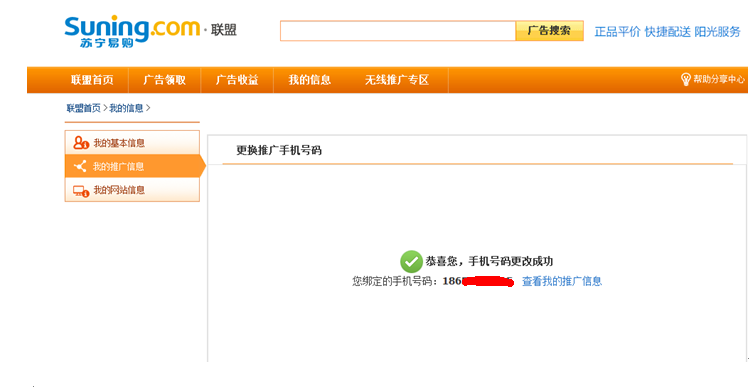 Suning.com · 联盟
苏宁易购
广告搜索
正品平价 快捷配送 阳光服务
联盟首页 广告领取 广告收益 我的信息 无线推广专区 帮助分享中心
联盟首页 > 我的信息 >
我的基本信息
我的推广信息
我的网站信息
更换推广手机号码
恭喜您，手机号码更改成功
您绑定的手机号码：186 查看我的推广信息